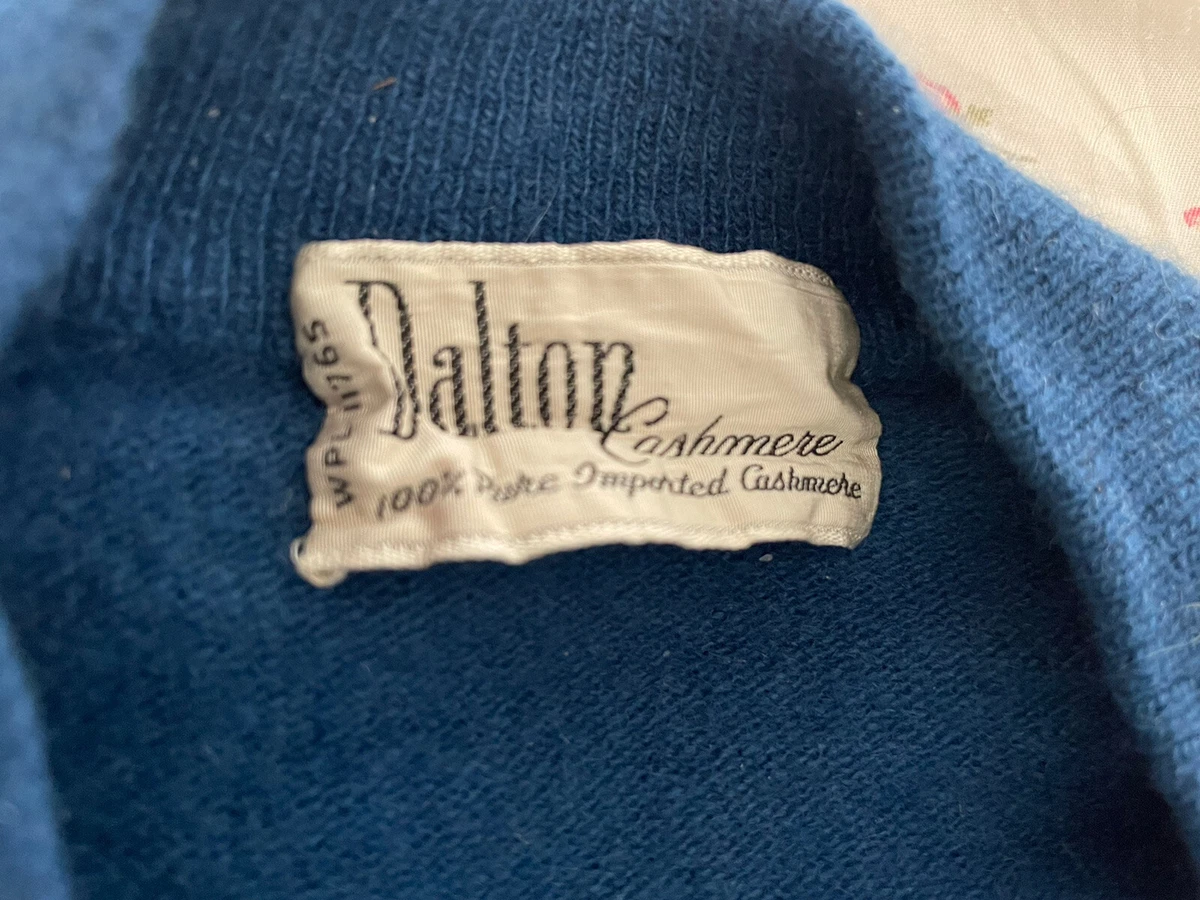 Dalton
Cashmere
100% Pure Imported Cashmere
WPL 11765